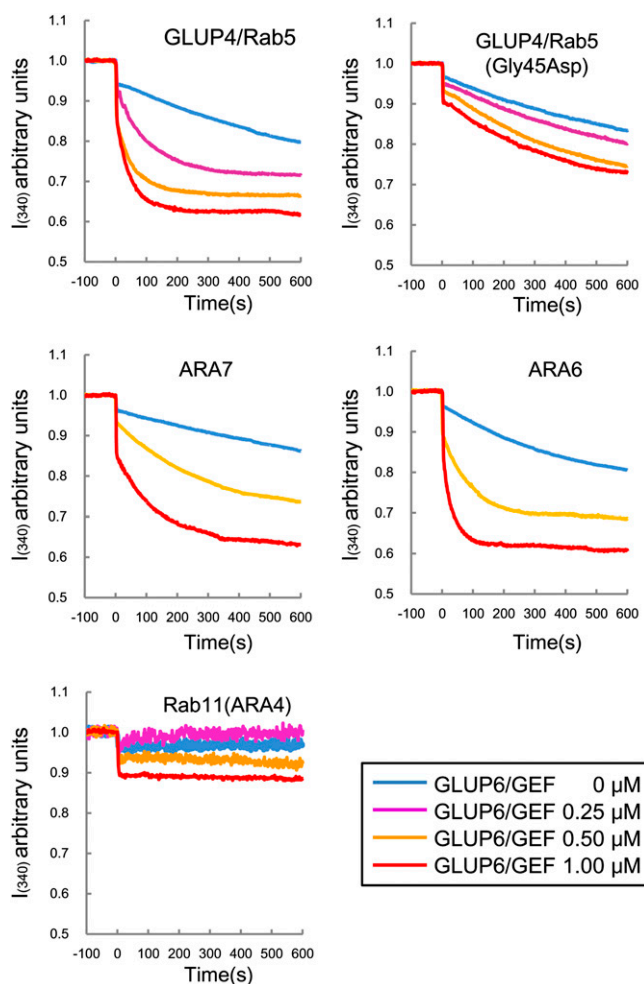 GLUP4/Rab5
I(340) arbitrary units
1.1
1.0
0.9
0.8
0.7
0.6
0.5
-100 0 100 200 300 400 500 600
Time(s)
GLUP4/Rab5
(Gly45Asp)
I(340) arbitrary units
1.1
1.0
0.9
0.8
0.7
0.6
0.5
-100 0 100 200 300 400 500 600
Time(s)
ARA7
I(340) arbitrary units
1.1
1.0
0.9
0.8
0.7
0.6
0.5
-100 0 100 200 300 400 500 600
Time(s)
ARA6
I(340) arbitrary units
1.1
1.0
0.9
0.8
0.7
0.6
0.5
-100 0 100 200 300 400 500 600
Time(s)
Rab11(ARA4)
I(340) arbitrary units
1.1
1.0
0.9
0.8
0.7
0.6
0.5
-100 0 100 200 300 400 500 600
Time(s)
GLUP6/GEF 0 µM
GLUP6/GEF 0.25 µM
GLUP6/GEF 0.50 µM
GLUP6/GEF 1.00 µM